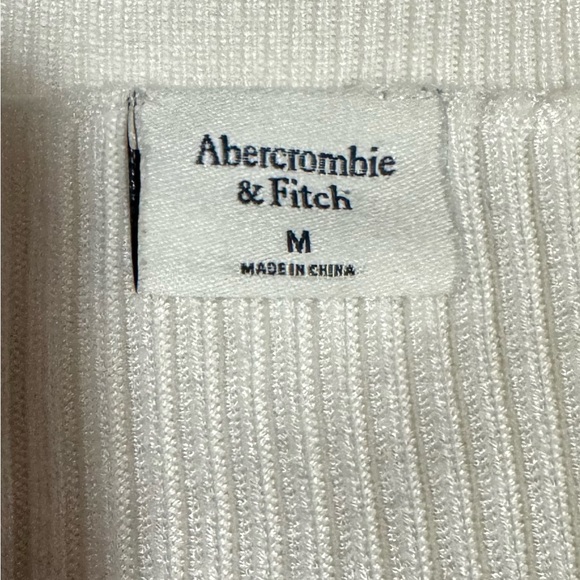 Abercrombie
& Fitch
M
MADE IN CHINA